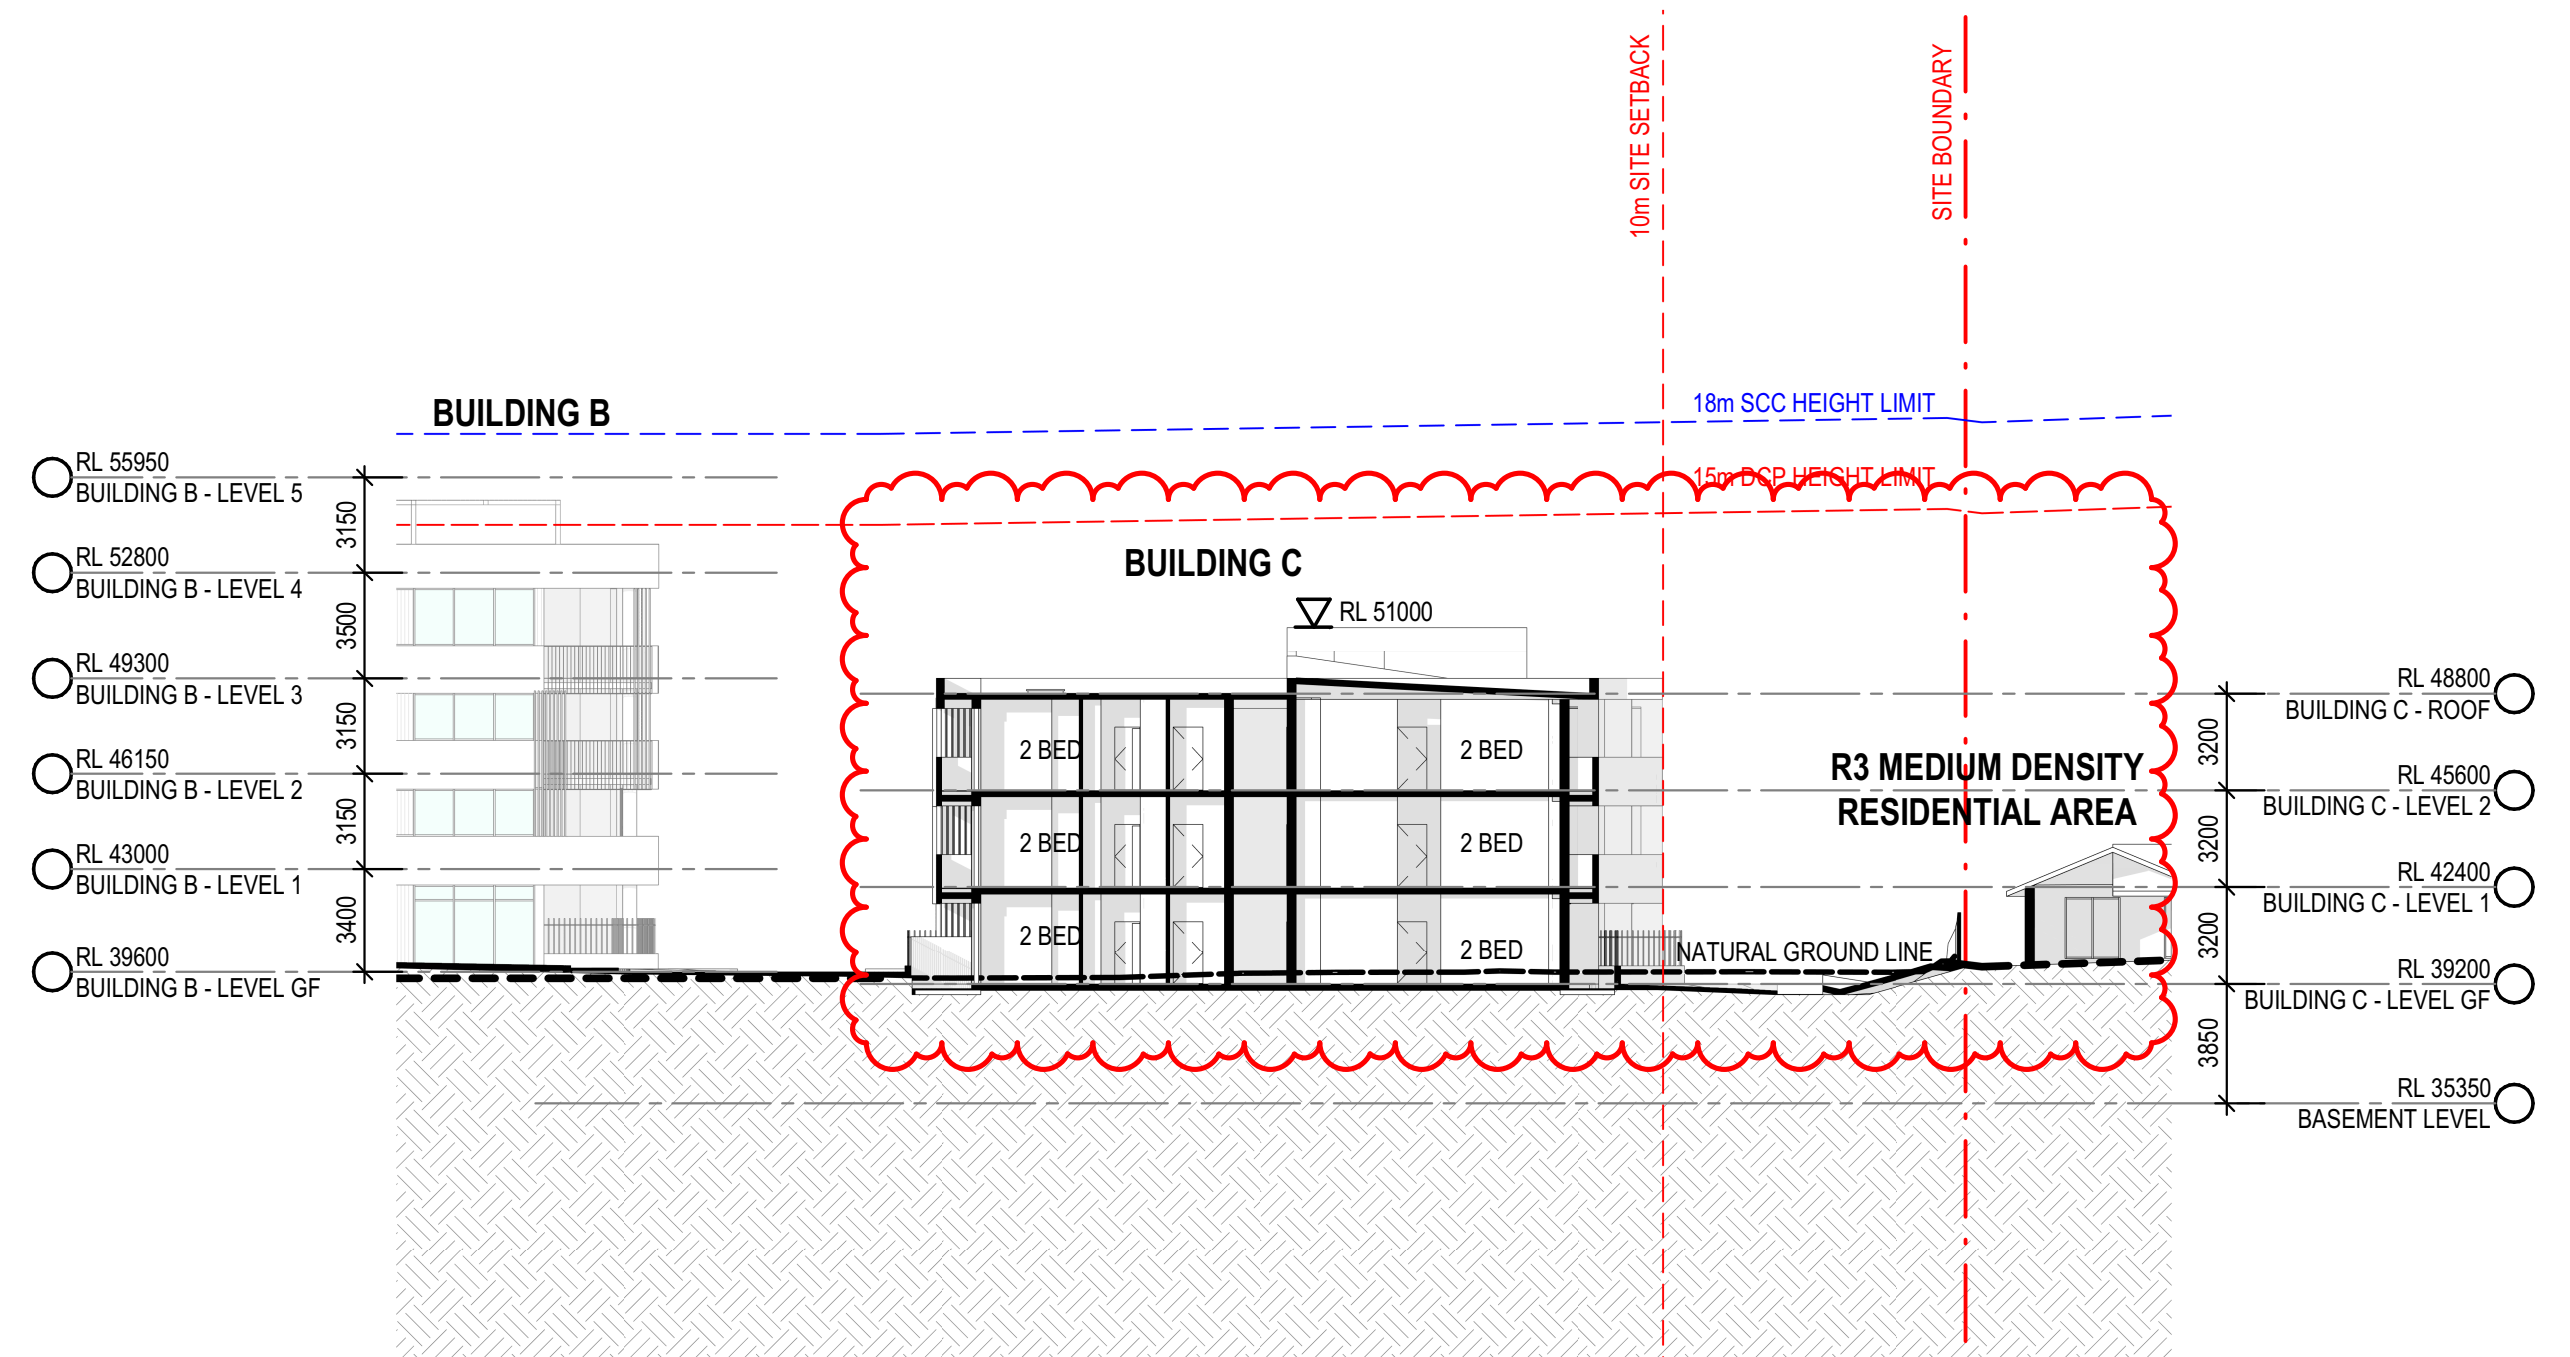 10m SITE SETBACK
SITE BOUNDARY
BUILDING B
18m SCC HEIGHT LIMIT
15m DCP HEIGHT LIMIT
BUILDING C
RL 51000
RL 55950
BUILDING B - LEVEL 5
3150
RL 52800
BUILDING B - LEVEL 4
3500
RL 49300
BUILDING B - LEVEL 3
3150
RL 46150
BUILDING B - LEVEL 2
3150
RL 43000
BUILDING B - LEVEL 1
3400
RL 39600
BUILDING B - LEVEL GF
2 BED
2 BED
2 BED
2 BED
2 BED
2 BED
R3 MEDIUM DENSITY
RESIDENTIAL AREA
NATURAL GROUND LINE
RL 48800
BUILDING C - ROOF
3200
RL 45600
BUILDING C - LEVEL 2
3200
RL 42400
BUILDING C - LEVEL 1
3200
RL 39200
BUILDING C - LEVEL GF
3850
RL 35350
BASEMENT LEVEL